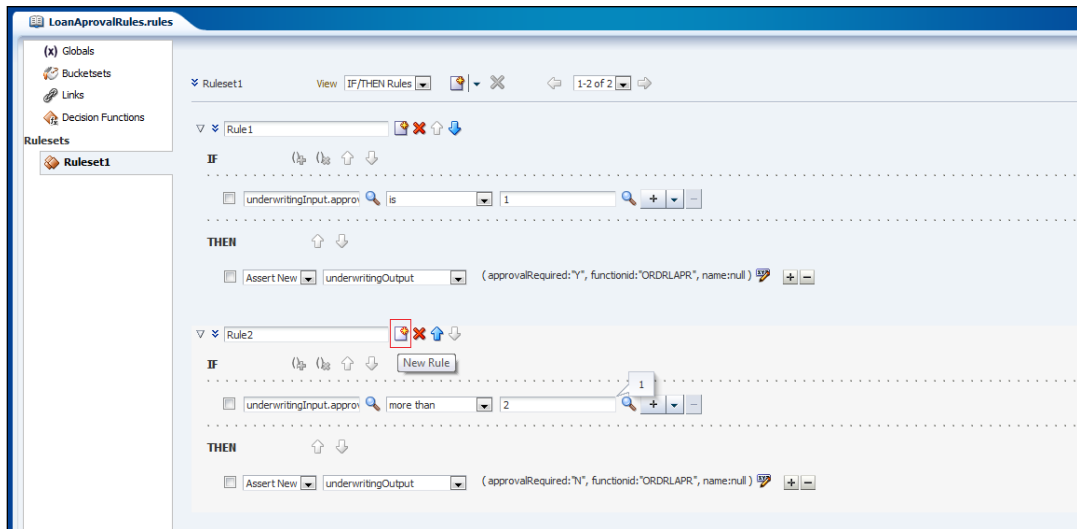 LoanAprovalRules.rules
(x) Globals
Bucketsets
Links
Decision Functions
Rulesets
Ruleset1
Ruleset1 View IF/THEN Rules 1-2 of 2
Rule1
IF
underwritingInput.approv is 1
THEN
Assert New underwritingOutput ( approvalRequired:"Y", functionid:"ORDRLAPR", name:null )
Rule2
New Rule
IF
1
underwritingInput.approv more than 2
THEN
Assert New underwritingOutput ( approvalRequired:"N", functionid:"ORDRLAPR", name:null )